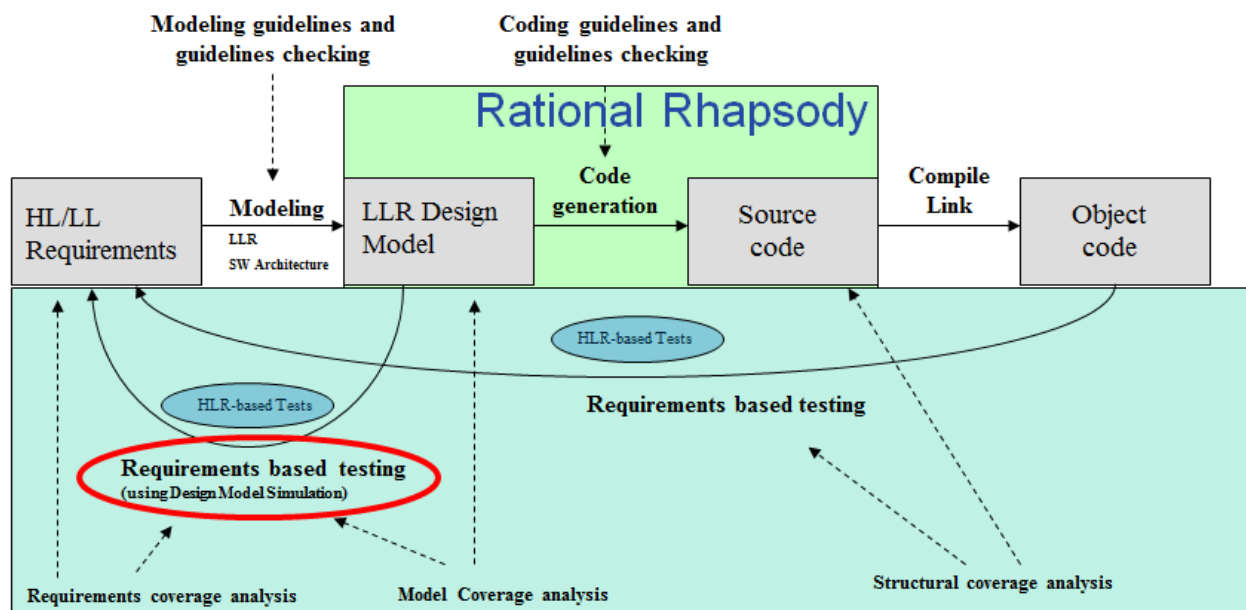 Modeling guidelines and
guidelines checking
Coding guidelines and
guidelines checking
Rational Rhapsody
HL/LL
Requirements
Modeling
LLR
SW Architecture
LLR Design
Model
Code
generation
Source
code
Compile
Link
Object
code
HLR-based Tests
Requirements based testing
HLR-based Tests
Requirements based testing
(using Design Model Simulation)
Requirements coverage analysis
Model Coverage analysis
Structural coverage analysis